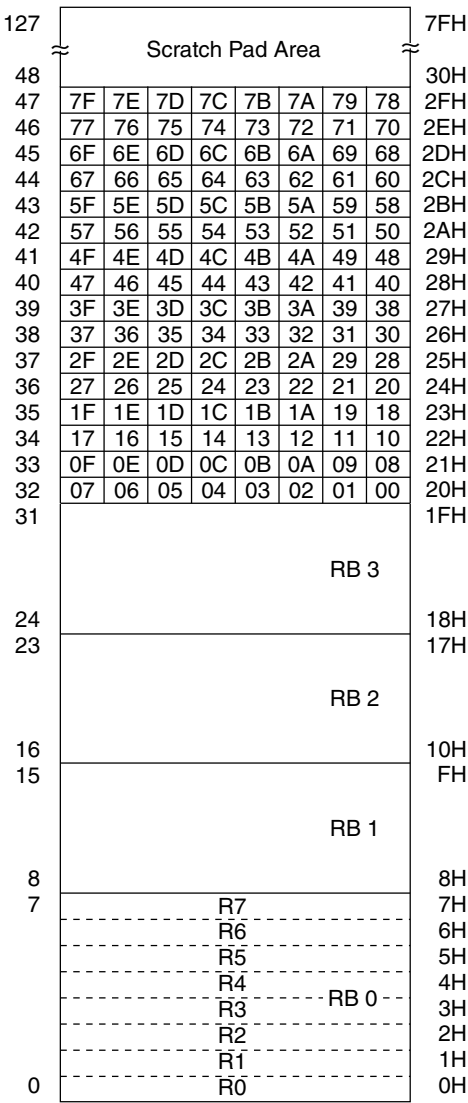 127 7FH
≈ Scratch Pad Area ≈
48 30H
47 7F 7E 7D 7C 7B 7A 79 78 2FH
46 77 76 75 74 73 72 71 70 2EH
45 6F 6E 6D 6C 6B 6A 69 68 2DH
44 67 66 65 64 63 62 61 60 2CH
43 5F 5E 5D 5C 5B 5A 59 58 2BH
42 57 56 55 54 53 52 51 50 2AH
41 4F 4E 4D 4C 4B 4A 49 48 29H
40 47 46 45 44 43 42 41 40 28H
39 3F 3E 3D 3C 3B 3A 39 38 27H
38 37 36 35 34 33 32 31 30 26H
37 2F 2E 2D 2C 2B 2A 29 28 25H
36 27 26 25 24 23 22 21 20 24H
35 1F 1E 1D 1C 1B 1A 19 18 23H
34 17 16 15 14 13 12 11 10 22H
33 0F 0E 0D 0C 0B 0A 09 08 21H
32 07 06 05 04 03 02 01 00 20H
31 1FH
RB 3
24 18H
23 17H
RB 2
16 10H
15 FH
RB 1
8 8H
7 R7 7H
R6 6H
R5 5H
R4 4H
RB 0
R3 3H
R2 2H
R1 1H
0 R0 0H